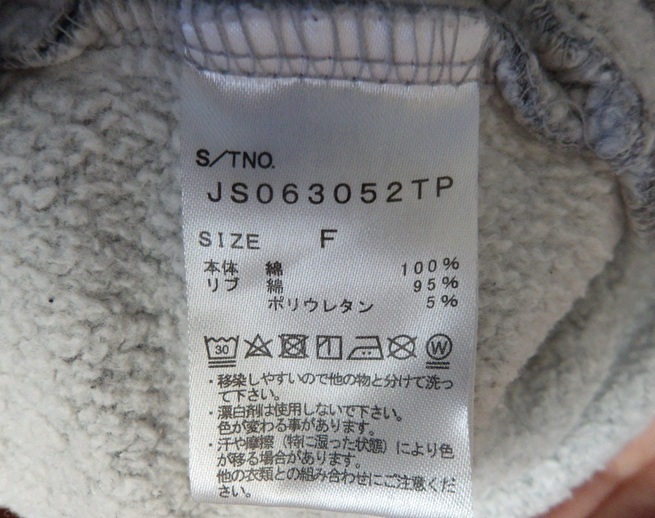 S/TNO.
JS063052TP
SIZE F
本体 綿 100%
リブ 綿 95%
ポリウレタン 5%
30 W
・移染しやすいので他の物と分けて洗っ
て下さい。
・漂白剤は使用しないで下さい。
色が変わる事があります。
・汗や摩擦（特に湿った状態）により色
が移る場合があります。
他の衣類との組み合わせにご注意くだ
さい。